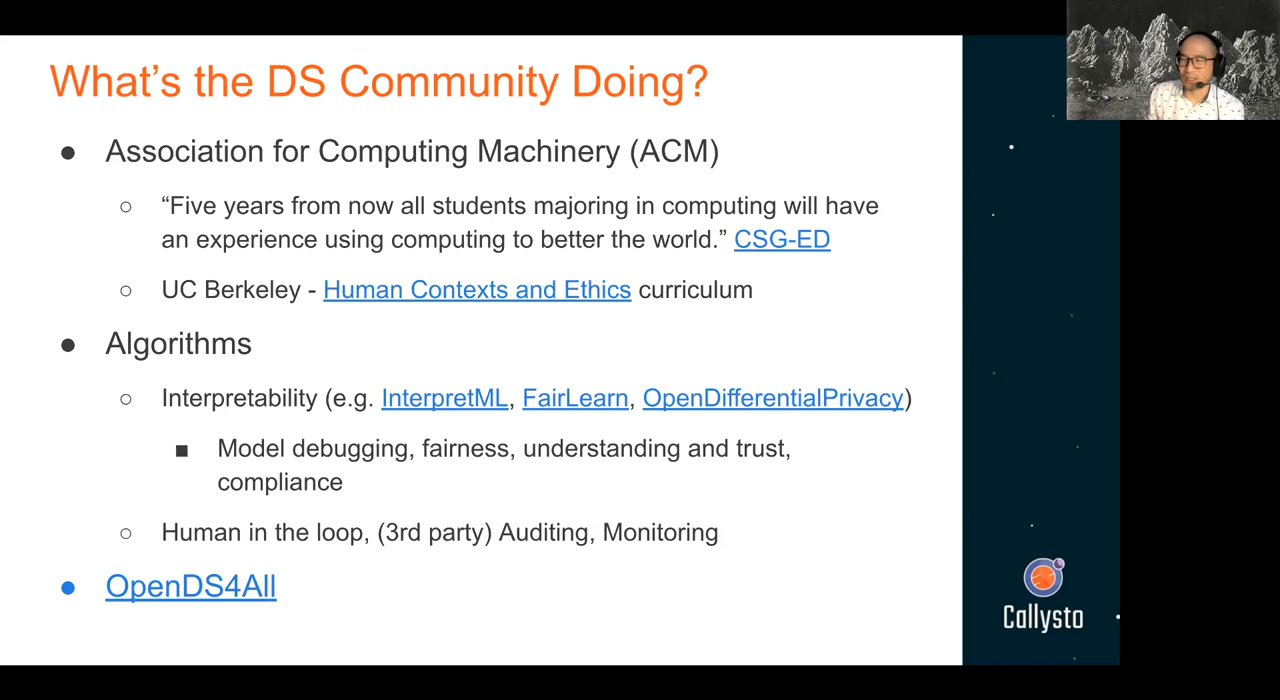 What’s the DS Community Doing?
● Association for Computing Machinery (ACM)
○ “Five years from now all students majoring in computing will have
an experience using computing to better the world.” CSG-ED
○ UC Berkeley - Human Contexts and Ethics curriculum
● Algorithms
○ Interpretability (e.g. InterpretML, FairLearn, OpenDifferentialPrivacy)
■ Model debugging, fairness, understanding and trust,
compliance
○ Human in the loop, (3rd party) Auditing, Monitoring
● OpenDS4All
Callysto